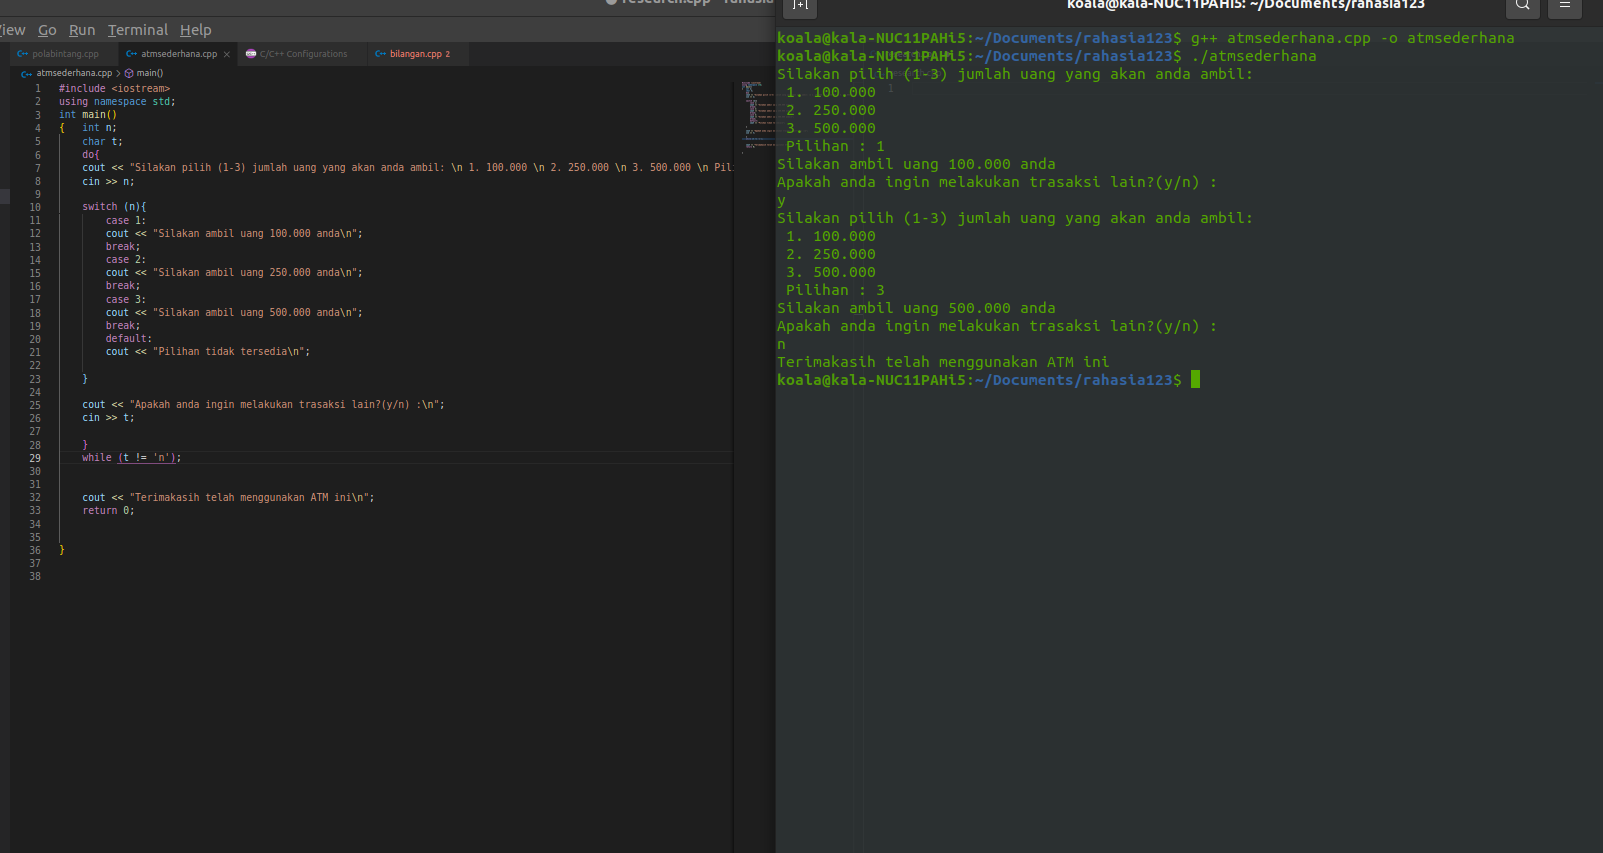 View Go Run Terminal Help
polabintang.cpp atmsederhana.cpp C/C++ Configurations bilangan.cpp 2
atmsederhana.cpp > main()
1 #include <iostream>
2 using namespace std;
3 int main()
4 { int n;
5 char t;
6 do{
7 cout << "Silakan pilih (1-3) jumlah uang yang akan anda ambil: \n 1. 100.000 \n 2. 250.000 \n 3. 500.000 \n Pil
8 cin >> n;
9
10 switch (n){
11 case 1:
12 cout << "Silakan ambil uang 100.000 anda\n";
13 break;
14 case 2:
15 cout << "Silakan ambil uang 250.000 anda\n";
16 break;
17 case 3:
18 cout << "Silakan ambil uang 500.000 anda\n";
19 break;
20 default:
21 cout << "Pilihan tidak tersedia\n";
22
23 }
24
25 cout << "Apakah anda ingin melakukan trasaksi lain?(y/n) :\n";
26 cin >> t;
27
28 }
29 while (t != 'n');
30
31
32 cout << "Terimakasih telah menggunakan ATM ini\n";
33 return 0;
34
35
36 }
37
38
koala@kala-NUC11PAHi5: ~/Documents/rahasia123
koala@kala-NUC11PAHi5:~/Documents/rahasia123$ g++ atmsederhana.cpp -o atmsederhana
koala@kala-NUC11PAHi5:~/Documents/rahasia123$ ./atmsederhana
Silakan pilih (1-3) jumlah uang yang akan anda ambil:
1. 100.000
2. 250.000
3. 500.000
Pilihan : 1
Silakan ambil uang 100.000 anda
Apakah anda ingin melakukan trasaksi lain?(y/n) :
y
Silakan pilih (1-3) jumlah uang yang akan anda ambil:
1. 100.000
2. 250.000
3. 500.000
Pilihan : 3
Silakan ambil uang 500.000 anda
Apakah anda ingin melakukan trasaksi lain?(y/n) :
n
Terimakasih telah menggunakan ATM ini
koala@kala-NUC11PAHi5:~/Documents/rahasia123$